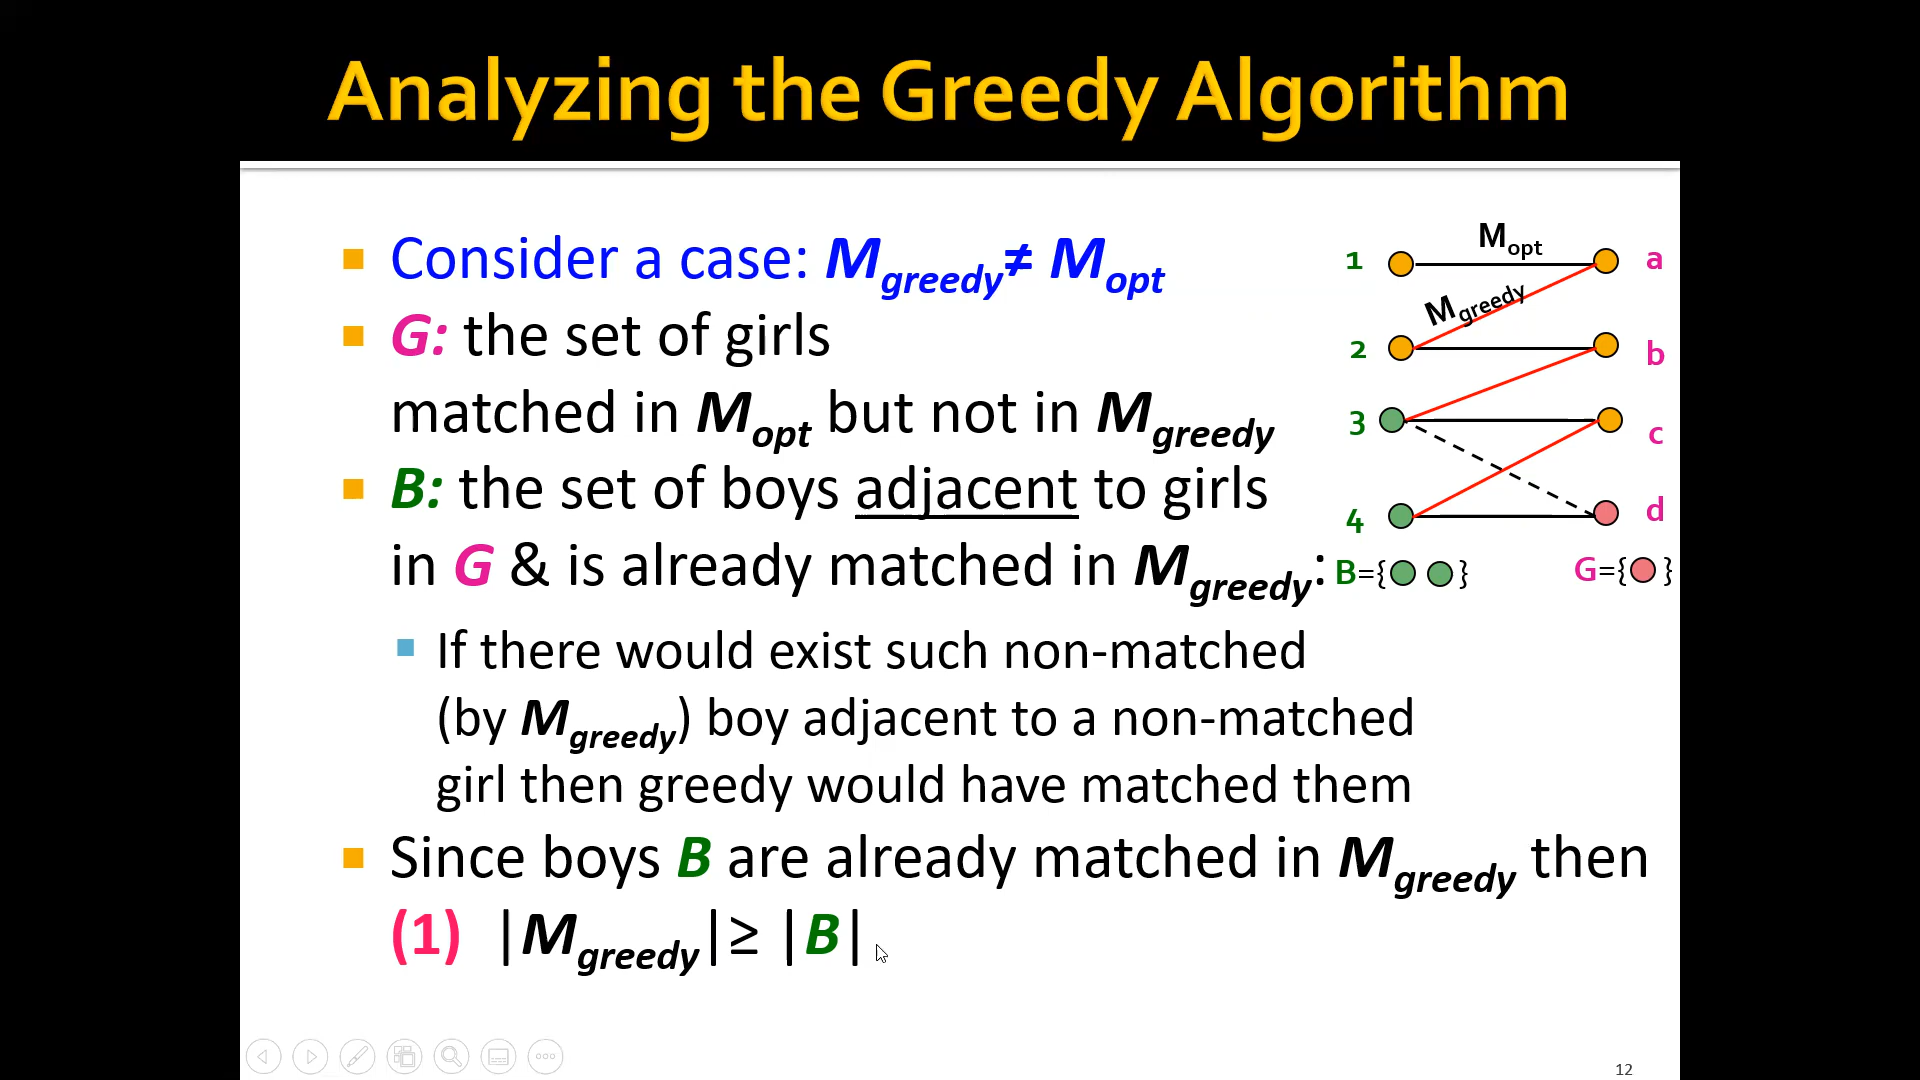 Analyzing the Greedy Algorithm
Consider a case: Mgreedy≠ Mopt
G: the set of girls
matched in Mopt but not in Mgreedy
B: the set of boys adjacent to girls
in G & is already matched in Mgreedy:
If there would exist such non-matched
(by Mgreedy) boy adjacent to a non-matched
girl then greedy would have matched them
Since boys B are already matched in Mgreedy then
(1) |Mgreedy|≥ |B|
Mopt
1 a
Mgreedy
2 b
3 c
4 d
B={ } G={ }
12